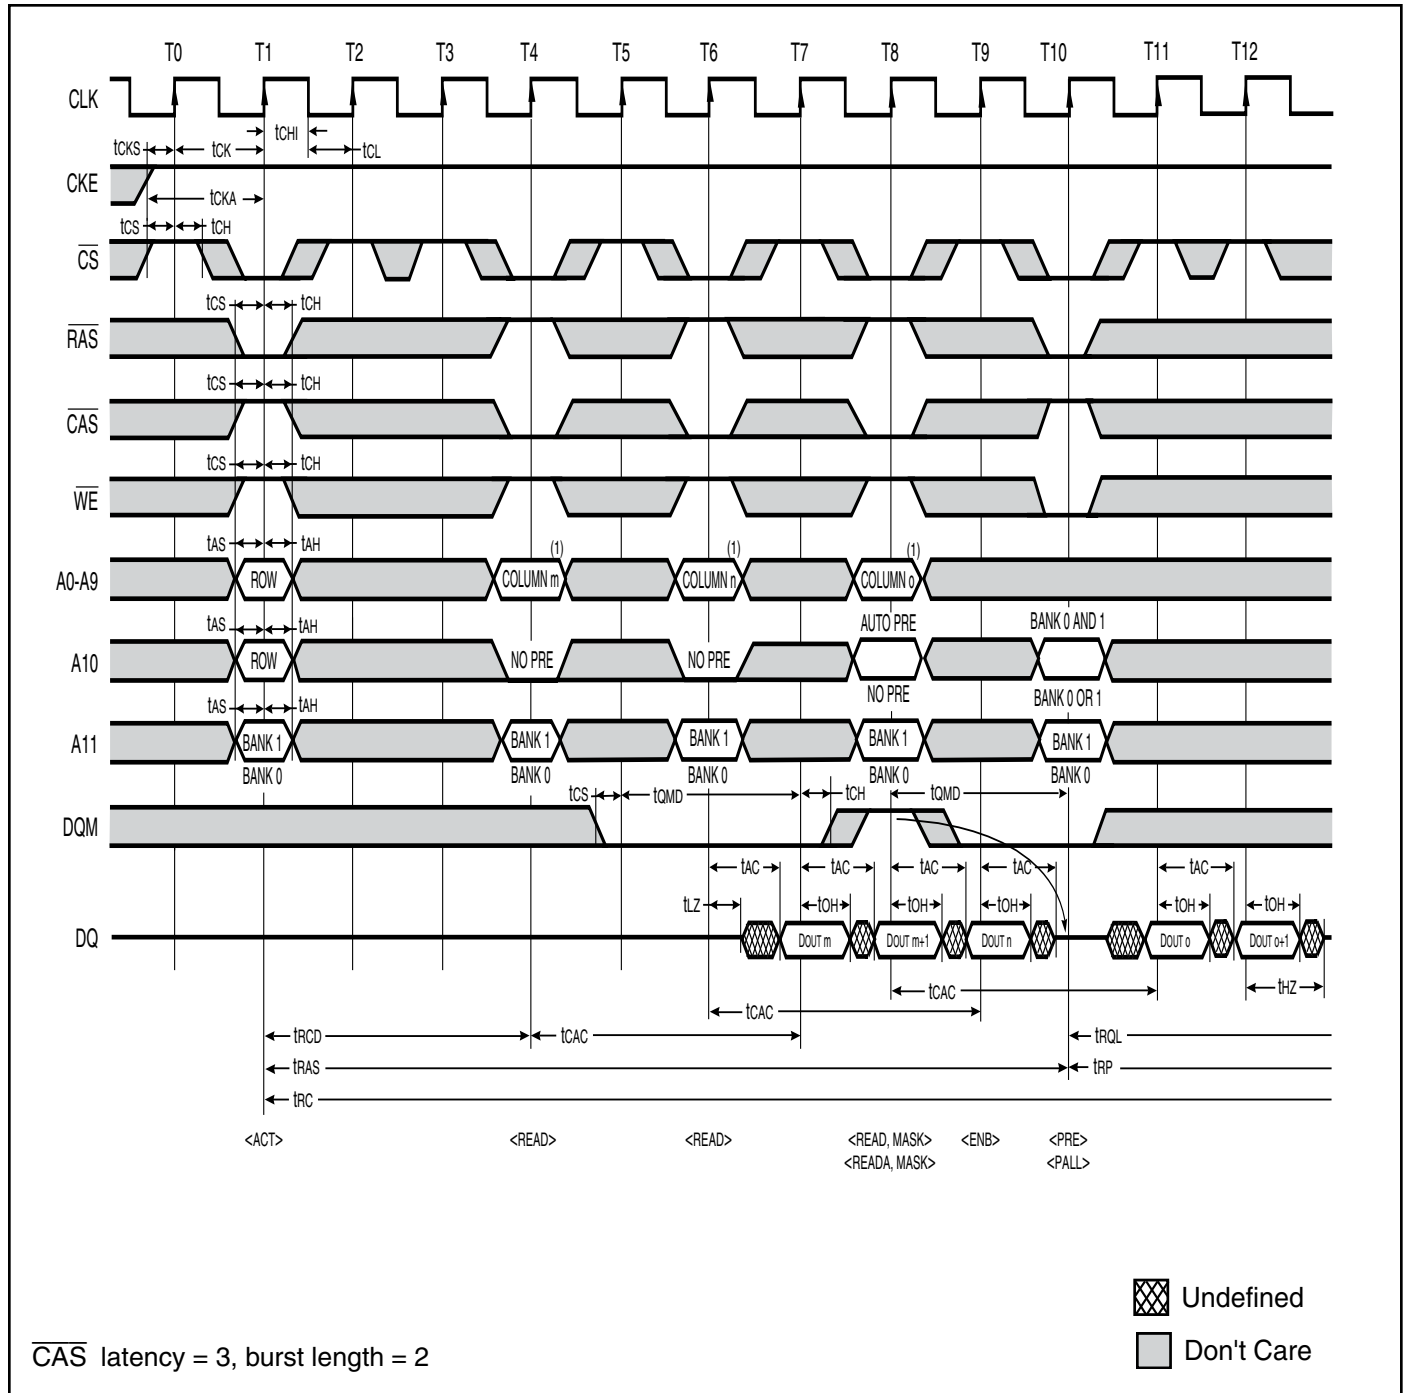 T0 T1 T2 T3 T4 T5 T6 T7 T8 T9 T10 T11 T12
CLK
tCHI
tCKS tCK tCL
CKE
tCKA
tCS tCH
CS
tCS tCH
RAS
tCS tCH
CAS
tCS tCH
WE
tAS tAH (1) (1) (1)
A0-A9 ROW COLUMN m COLUMN n COLUMN o
tAS tAH AUTO PRE BANK 0 AND 1
A10 ROW NO PRE NO PRE
NO PRE BANK 0 OR 1
tAS tAH
A11 BANK 1 BANK 1 BANK 1 BANK 1 BANK 1
BANK 0 BANK 0 BANK 0 BANK 0 BANK 0
tCS tQMD tCH tQMD
DQM
tAC tAC tAC tAC tAC
tLZ tOH tOH tOH tOH tOH
DQ DOUT m DOUT m+1 DOUT n DOUT o DOUT o+1
tCAC tHZ
tCAC
tRCD tCAC tRQL
tRAS tRP
tRC
<ACT> <READ> <READ> <READ, MASK> <ENB> <PRE>
<READA, MASK> <PALL>
Undefined
Don't Care
CAS latency = 3, burst length = 2